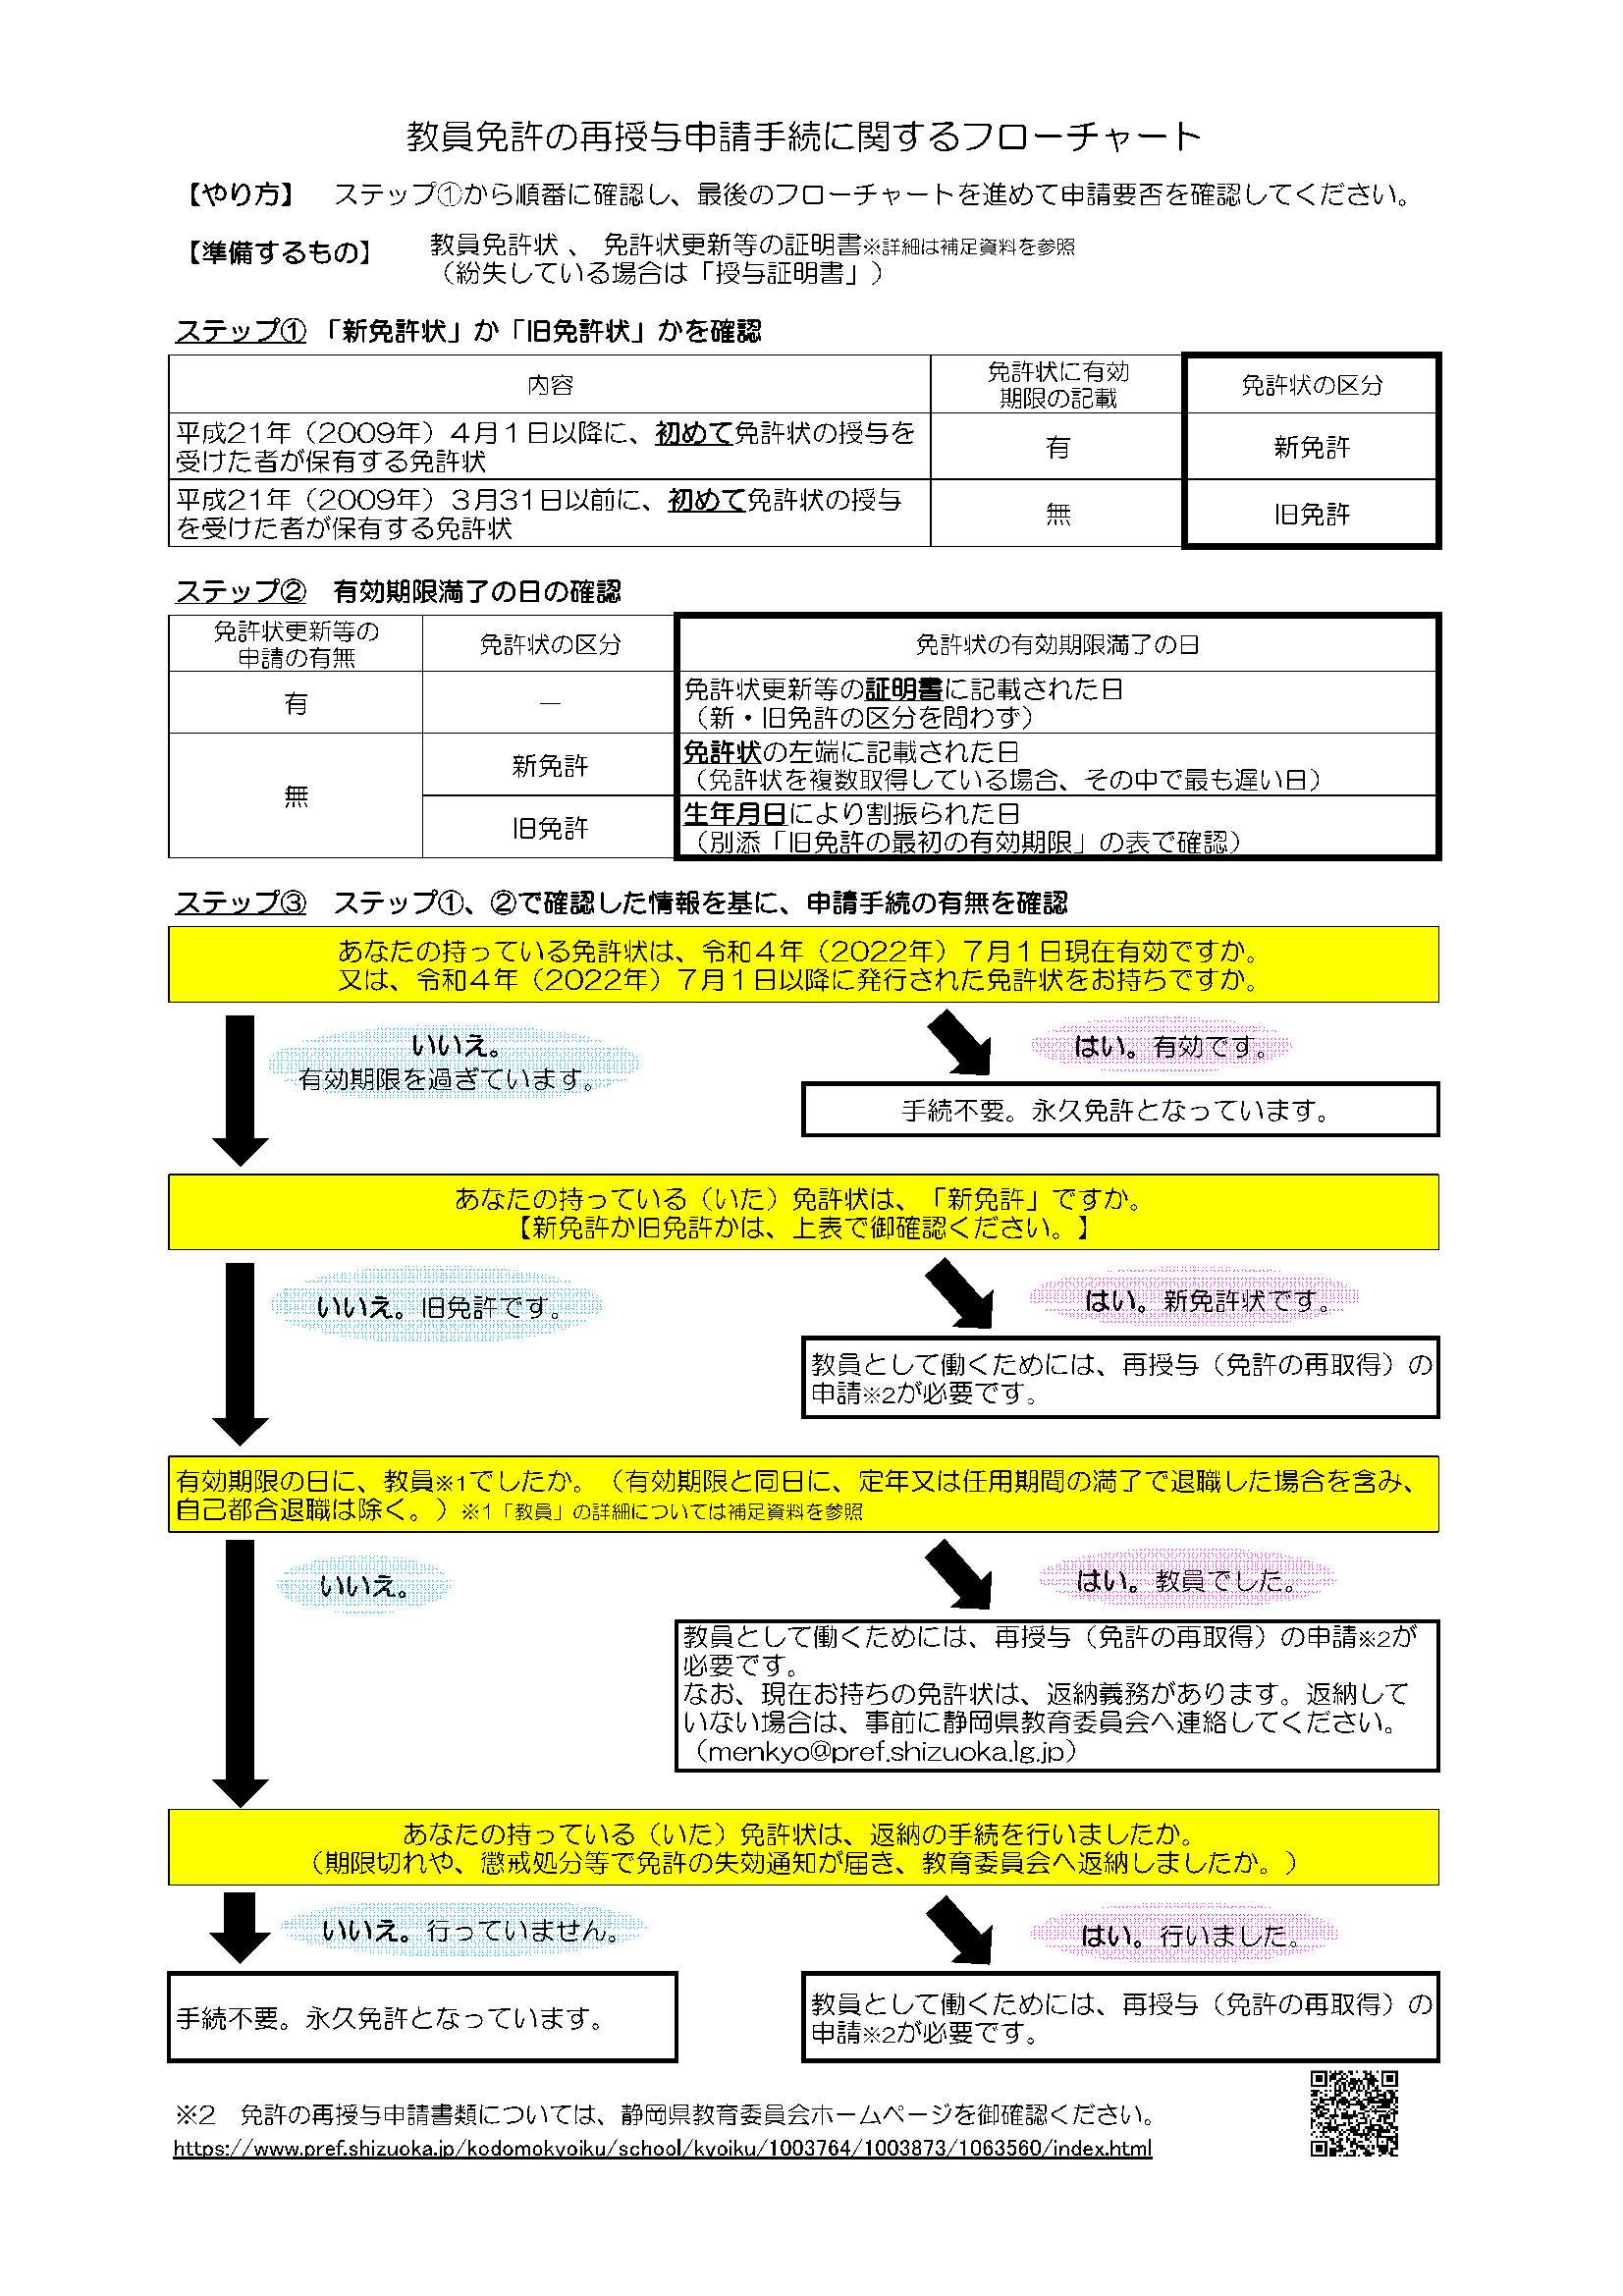 教員免許の再授与申請手続に関するフローチャート
【やり方】　ステップ①から順番に確認し、最後のフローチャートを進めて申請要否を確認してください。
【準備するもの】　教員免許状 、 免許状更新等の証明書※詳細は補足資料を参照
（紛失している場合は「授与証明書」）
ステップ①　「新免許状」か「旧免許状」かを確認
内容
免許状に有効
期限の記載
免許状の区分
平成21年（2009年）４月１日以降に、初めて免許状の授与を
受けた者が保有する免許状
有
新免許
平成21年（2009年）３月31日以前に、初めて免許状の授与
を受けた者が保有する免許状
無
旧免許
ステップ②　有効期限満了の日の確認
免許状更新等の
申請の有無
免許状の区分
免許状の有効期限満了の日
有
―
免許状更新等の証明書に記載された日
（新・旧免許の区分を問わず）
無
新免許
免許状の左端に記載された日
（免許状を複数取得している場合、その中で最も遅い日）
旧免許
生年月日により割振られた日
（別添「旧免許の最初の有効期限」の表で確認）
ステップ③　ステップ①、②で確認した情報を基に、申請手続の有無を確認
あなたの持っている免許状は、令和４年（2022年）７月１日現在有効ですか。
又は、令和４年（2022年）７月１日以降に発行された免許状をお持ちですか。
いいえ。
有効期限を過ぎています。
はい。有効です。
手続不要。永久免許となっています。
あなたの持っている（いた）免許状は、「新免許」ですか。
【新免許か旧免許かは、上表で御確認ください。】
いいえ。旧免許です。
はい。新免許状です。
教員として働くためには、再授与（免許の再取得）の
申請※2が必要です。
有効期限の日に、教員※1でしたか。（有効期限と同日に、定年又は任用期間の満了で退職した場合を含み、
自己都合退職は除く。）※1「教員」の詳細については補足資料を参照
いいえ。
はい。教員でした。
教員として働くためには、再授与（免許の再取得）の申請※2が
必要です。
なお、現在お持ちの免許状は、返納義務があります。返納して
いない場合は、事前に静岡県教育委員会へ連絡してください。
（menkyo@pref.shizuoka.lg.jp）
あなたの持っている（いた）免許状は、返納の手続を行いましたか。
（期限切れや、懲戒処分等で免許の失効通知が届き、教育委員会へ返納しましたか。）
いいえ。行っていません。
はい。行いました。
手続不要。永久免許となっています。
教員として働くためには、再授与（免許の再取得）の
申請※2が必要です。
※2　免許の再授与申請書類については、静岡県教育委員会ホームページを御確認ください。
https://www.pref.shizuoka.jp/kodomokyoiku/school/kyoiku/1003764/1003873/1063560/index.html